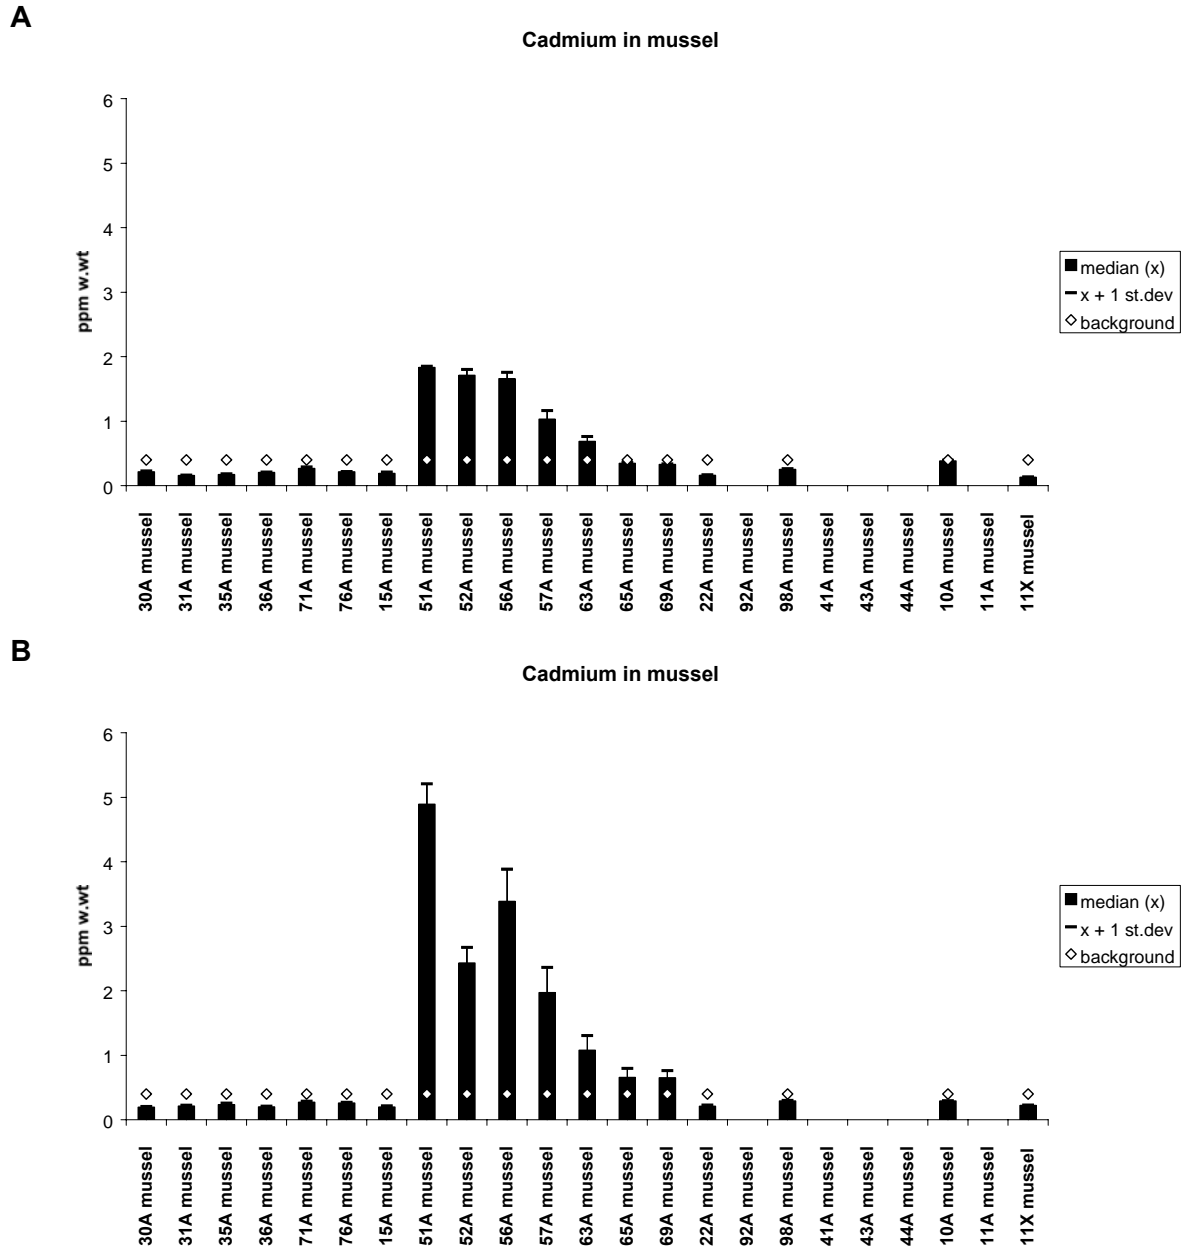 A
Cadmium in mussel
6
5
4
3
2
1
0
ppm w.wt
median (x)
x + 1 st.dev
background
30A mussel
31A mussel
35A mussel
36A mussel
71A mussel
76A mussel
15A mussel
51A mussel
52A mussel
56A mussel
57A mussel
63A mussel
65A mussel
69A mussel
22A mussel
92A mussel
98A mussel
41A mussel
43A mussel
44A mussel
10A mussel
11A mussel
11X mussel
B
Cadmium in mussel
6
5
4
3
2
1
0
ppm w.wt
median (x)
x + 1 st.dev
background
30A mussel
31A mussel
35A mussel
36A mussel
71A mussel
76A mussel
15A mussel
51A mussel
52A mussel
56A mussel
57A mussel
63A mussel
65A mussel
69A mussel
22A mussel
92A mussel
98A mussel
41A mussel
43A mussel
44A mussel
10A mussel
11A mussel
11X mussel